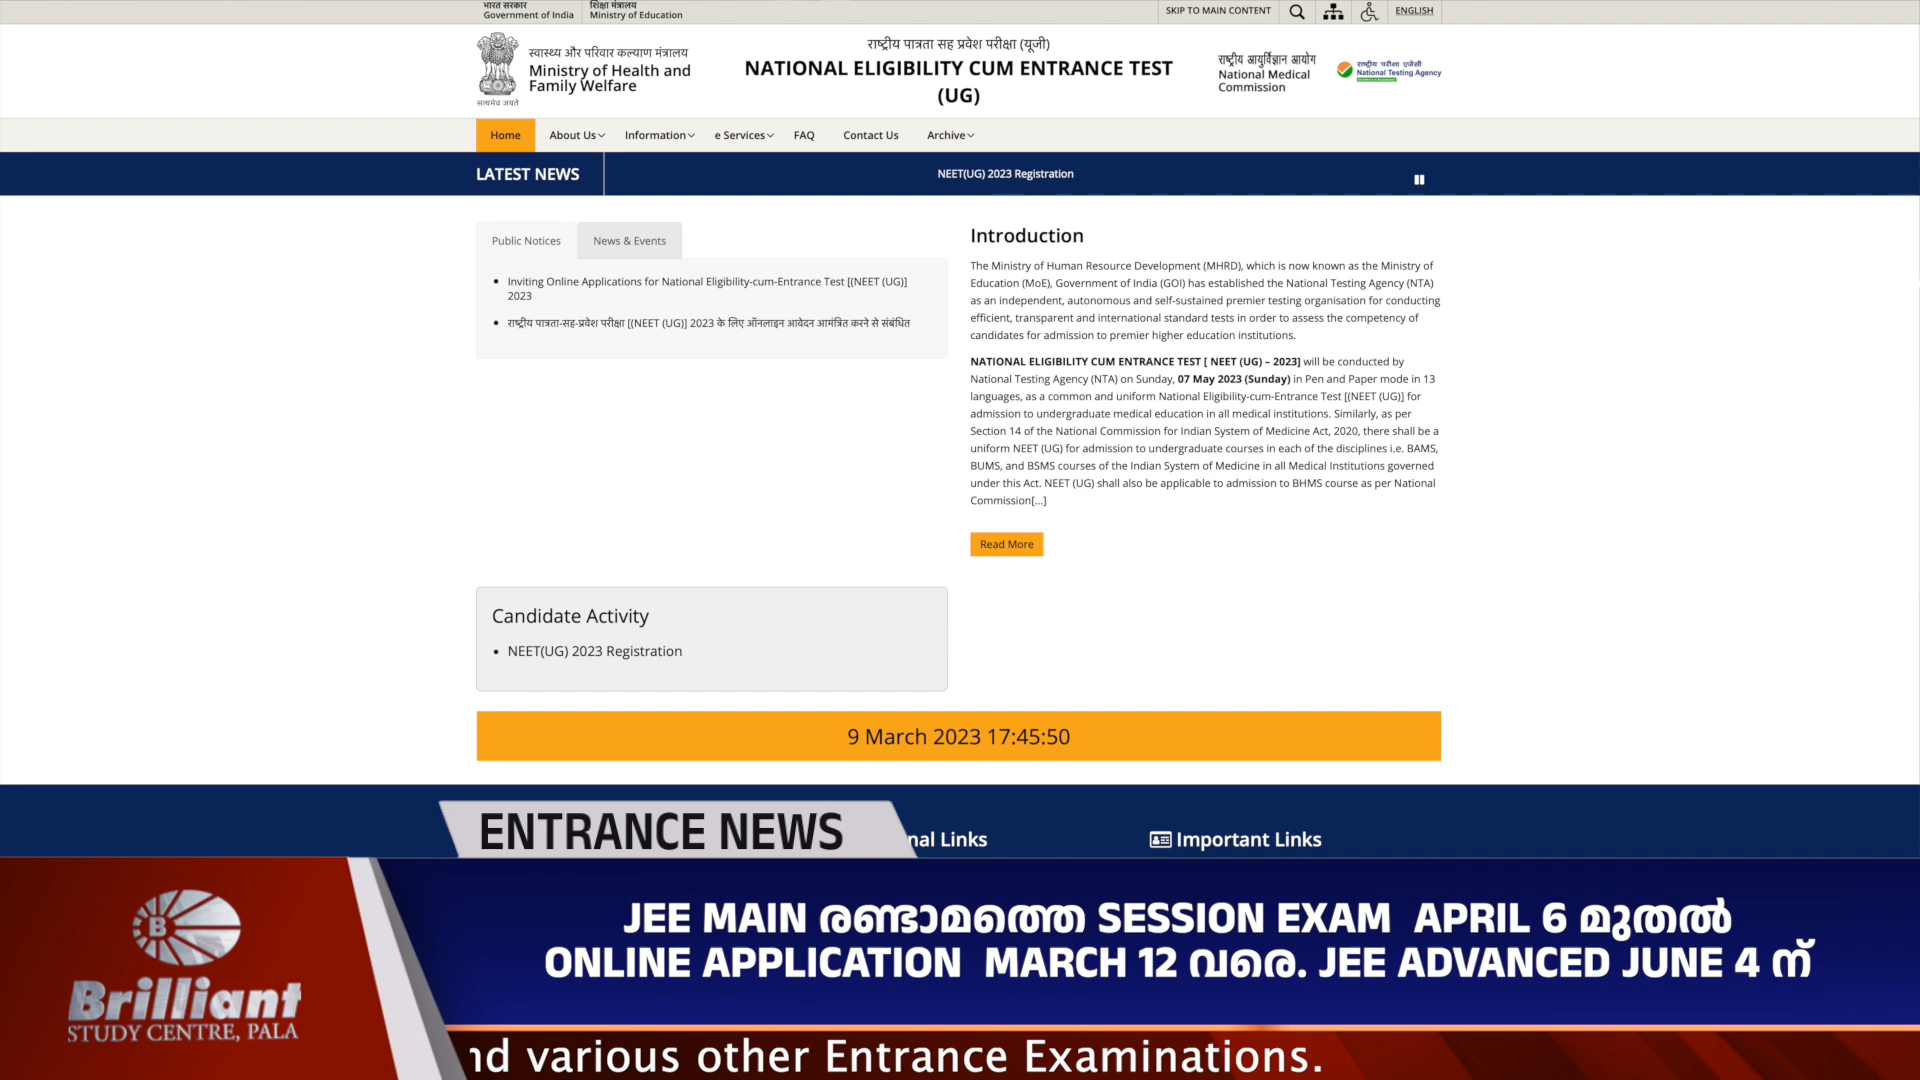 भारत सरकार
Government of India
शिक्षा मंत्रालय
Ministry of Education
SKIP TO MAIN CONTENT
ENGLISH
स्वास्थ्य और परिवार कल्याण मंत्रालय
Ministry of Health and
Family Welfare
सत्यमेव जयते
राष्ट्रीय पात्रता सह प्रवेश परीक्षा (यूजी)
NATIONAL ELIGIBILITY CUM ENTRANCE TEST
(UG)
राष्ट्रीय आयुर्विज्ञान आयोग
National Medical
Commission
राष्ट्रीय परीक्षा एजेंसी
National Testing Agency
Home
About Us
Information
e Services
FAQ
Contact Us
Archive
LATEST NEWS
NEET(UG) 2023 Registration
Public Notices
News & Events
Inviting Online Applications for National Eligibility-cum-Entrance Test [(NEET (UG)]
2023
राष्ट्रीय पात्रता-सह-प्रवेश परीक्षा [(NEET (UG)] 2023 के लिए ऑनलाइन आवेदन आमंत्रित करने से संबंधित
Introduction
The Ministry of Human Resource Development (MHRD), which is now known as the Ministry of
Education (MoE), Government of India (GOI) has established the National Testing Agency (NTA)
as an independent, autonomous and self-sustained premier testing organisation for conducting
efficient, transparent and international standard tests in order to assess the competency of
candidates for admission to premier higher education institutions.
NATIONAL ELIGIBILITY CUM ENTRANCE TEST [ NEET (UG) – 2023] will be conducted by
National Testing Agency (NTA) on Sunday, 07 May 2023 (Sunday) in Pen and Paper mode in 13
languages, as a common and uniform National Eligibility-cum-Entrance Test [(NEET (UG)] for
admission to undergraduate medical education in all medical institutions. Similarly, as per
Section 14 of the National Commission for Indian System of Medicine Act, 2020, there shall be a
uniform NEET (UG) for admission to undergraduate courses in each of the disciplines i.e. BAMS,
BUMS, and BSMS courses of the Indian System of Medicine in all Medical Institutions governed
under this Act. NEET (UG) shall also be applicable to admission to BHMS course as per National
Commission[...]
Read More
Candidate Activity
NEET(UG) 2023 Registration
9 March 2023 17:45:50
ENTRANCE NEWS
nal Links
Important Links
JEE MAIN രണ്ടാമത്തെ SESSION EXAM APRIL 6 മുതൽ
ONLINE APPLICATION MARCH 12 വരെ. JEE ADVANCED JUNE 4 ന്
B
Brilliant
STUDY CENTRE, PALA
nd various other Entrance Examinations.